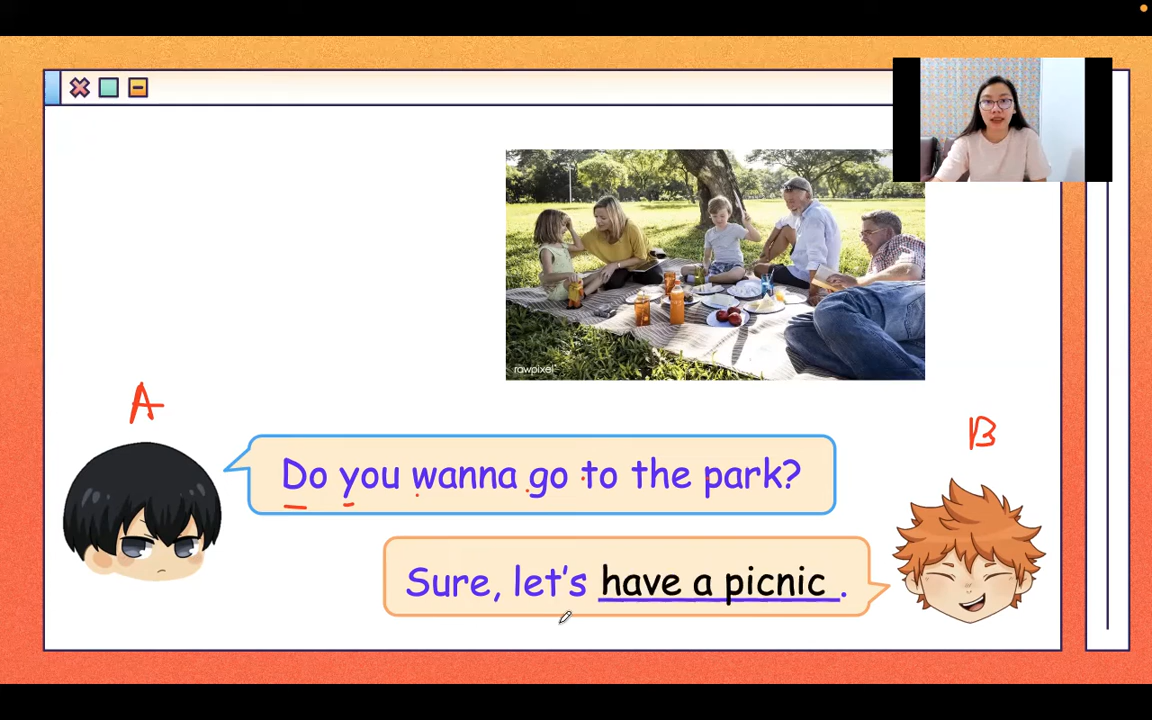 rawpixel
A
B
Do you wanna go to the park?
Sure, let's have a picnic.